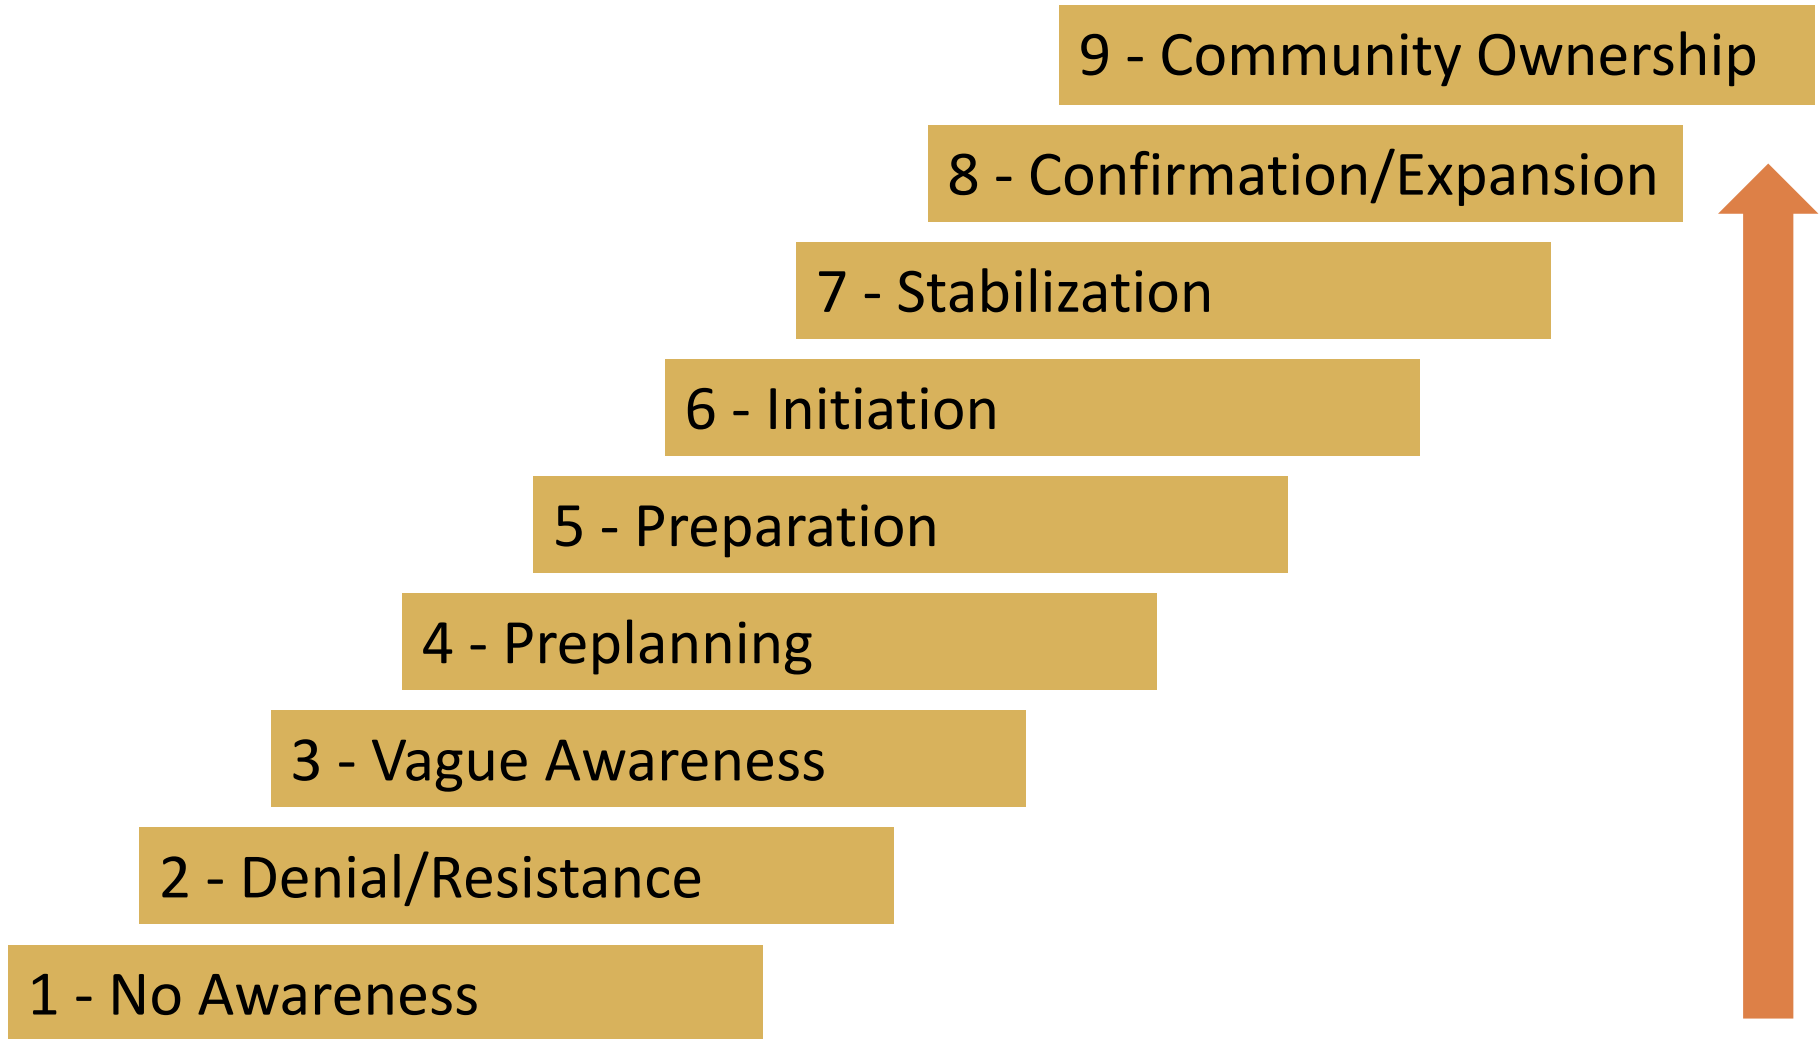 9 - Community Ownership
8 - Confirmation/Expansion
7 - Stabilization
6 - Initiation
5 - Preparation
4 - Preplanning
3 - Vague Awareness
2 - Denial/Resistance
1 - No Awareness